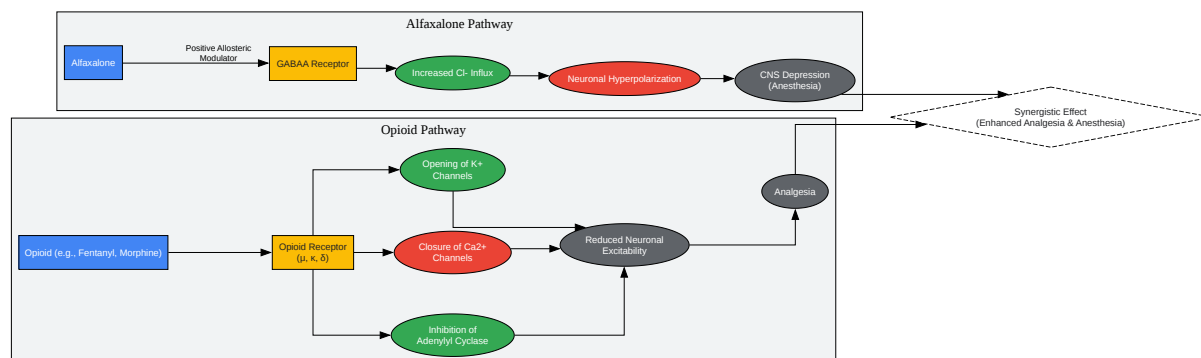 Alfaxalone Pathway
Alfaxalone
Positive Allosteric
Modulator
GABAA Receptor
Increased Cl- Influx
Neuronal Hyperpolarization
CNS Depression
(Anesthesia)
Synergistic Effect
(Enhanced Analgesia & Anesthesia)
Opioid Pathway
Opioid (e.g., Fentanyl, Morphine)
Opioid Receptor
(μ, κ, δ)
Opening of K+
Channels
Closure of Ca2+
Channels
Inhibition of
Adenylyl Cyclase
Reduced Neuronal
Excitability
Analgesia